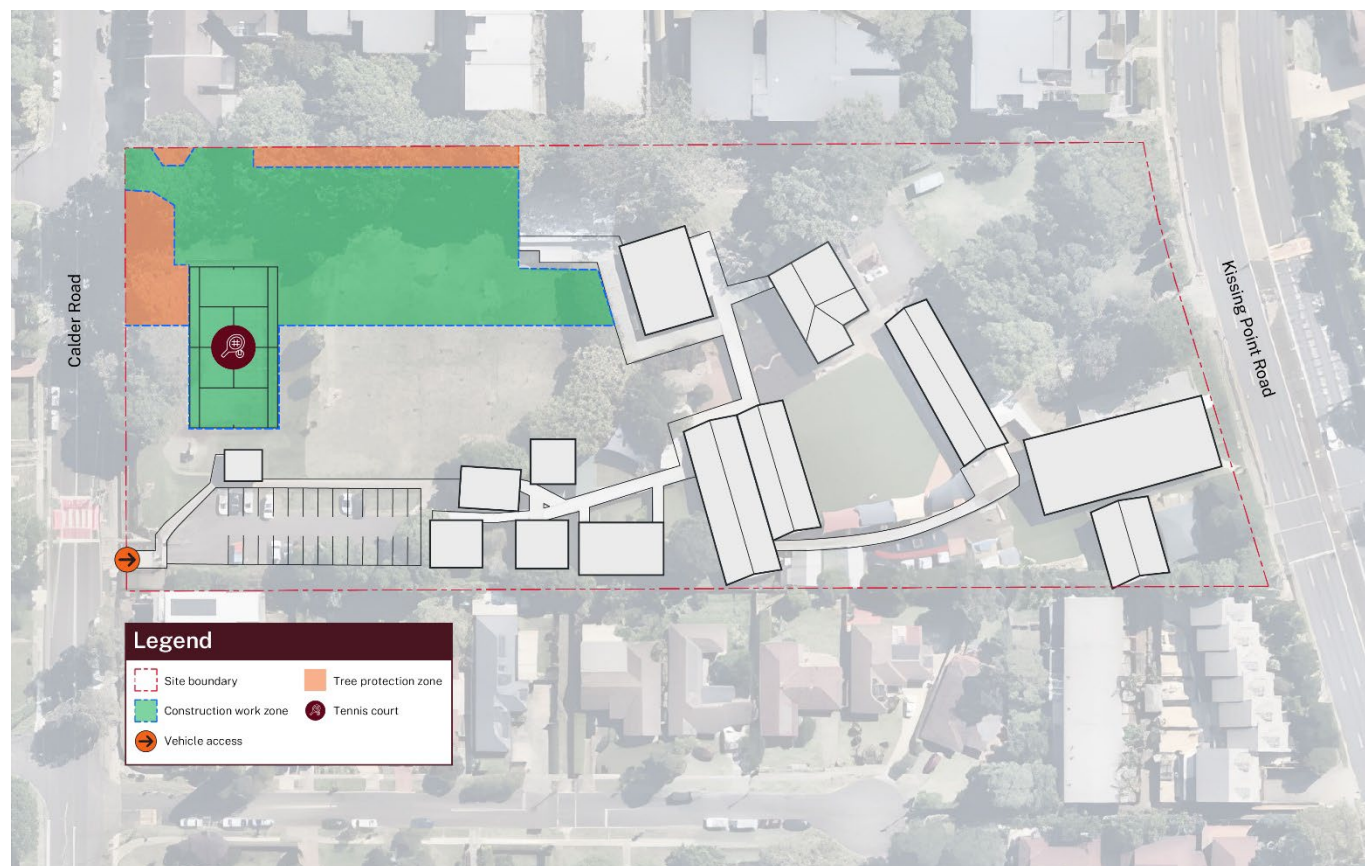 Calder Road
Kissing Point Road
Legend
Site boundary
Tree protection zone
Construction work zone
Tennis court
Vehicle access